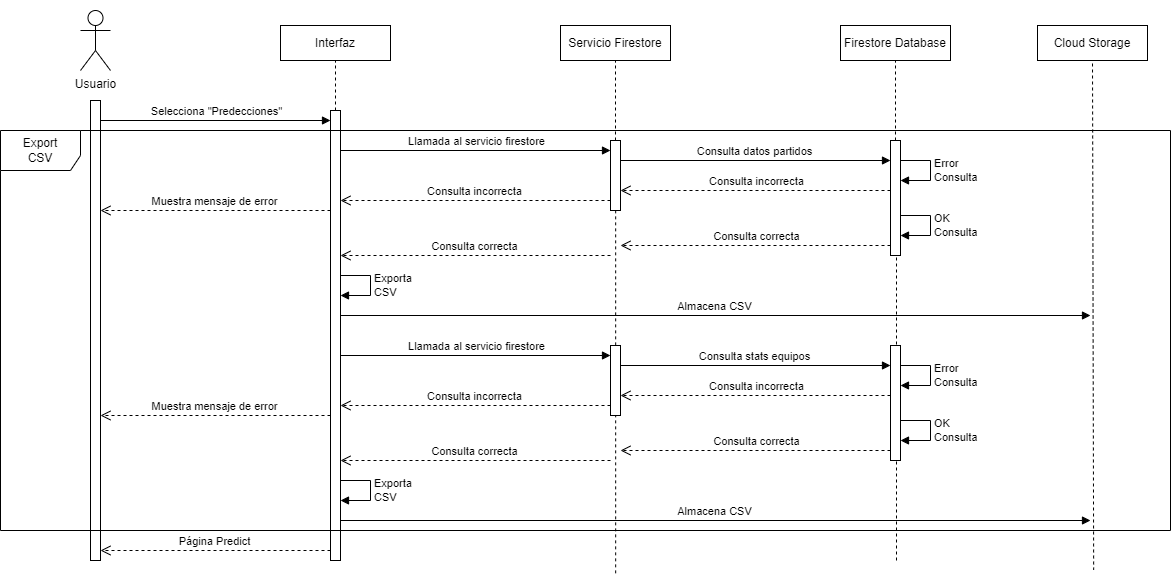 Usuario
Interfaz
Servicio Firestore
Firestore Database
Cloud Storage
Selecciona "Predecciones"
Export
CSV
Llamada al servicio firestore
Consulta datos partidos
Error
Consulta
Consulta incorrecta
Consulta incorrecta
Muestra mensaje de error
OK
Consulta
Consulta correcta
Consulta correcta
Exporta
CSV
Almacena CSV
Llamada al servicio firestore
Consulta stats equipos
Error
Consulta
Consulta incorrecta
Consulta incorrecta
Muestra mensaje de error
OK
Consulta
Consulta correcta
Consulta correcta
Exporta
CSV
Almacena CSV
Página Predict